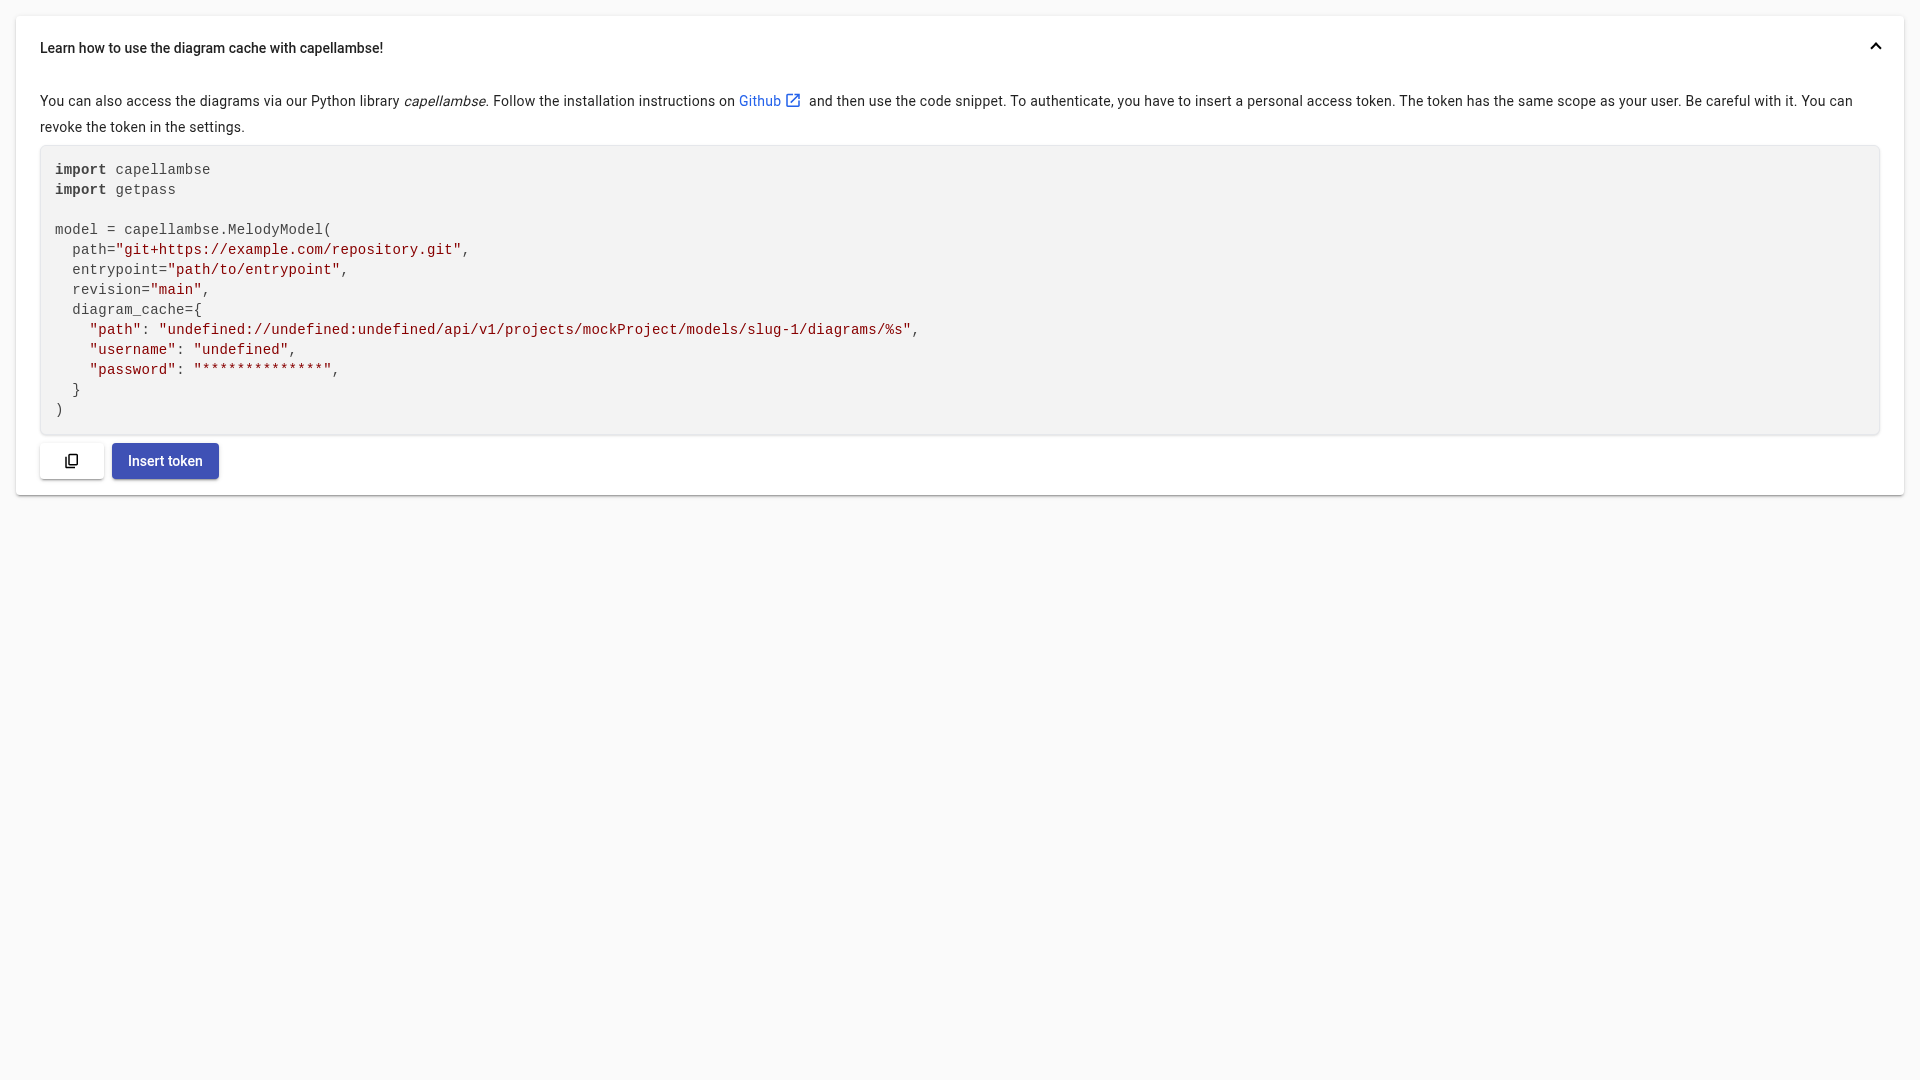 Learn how to use the diagram cache with capellambse!
You can also access the diagrams via our Python library capellambse. Follow the installation instructions on Github and then use the code snippet. To authenticate, you have to insert a personal access token. The token has the same scope as your user. Be careful with it. You can
revoke the token in the settings.
import capellambse
import getpass

model = capellambse.MelodyModel(
  path="git+https://example.com/repository.git",
  entrypoint="path/to/entrypoint",
  revision="main",
  diagram_cache={
    "path": "undefined://undefined:undefined/api/v1/projects/mockProject/models/slug-1/diagrams/%s",
    "username": "undefined",
    "password": "**************",
  }
)
Insert token